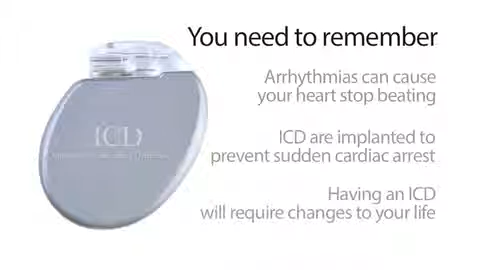 You need to remember
Arrhythmias can cause
your heart stop beating
ICD are implanted to
prevent sudden cardiac arrest
Having an ICD
will require changes to your life
ICD